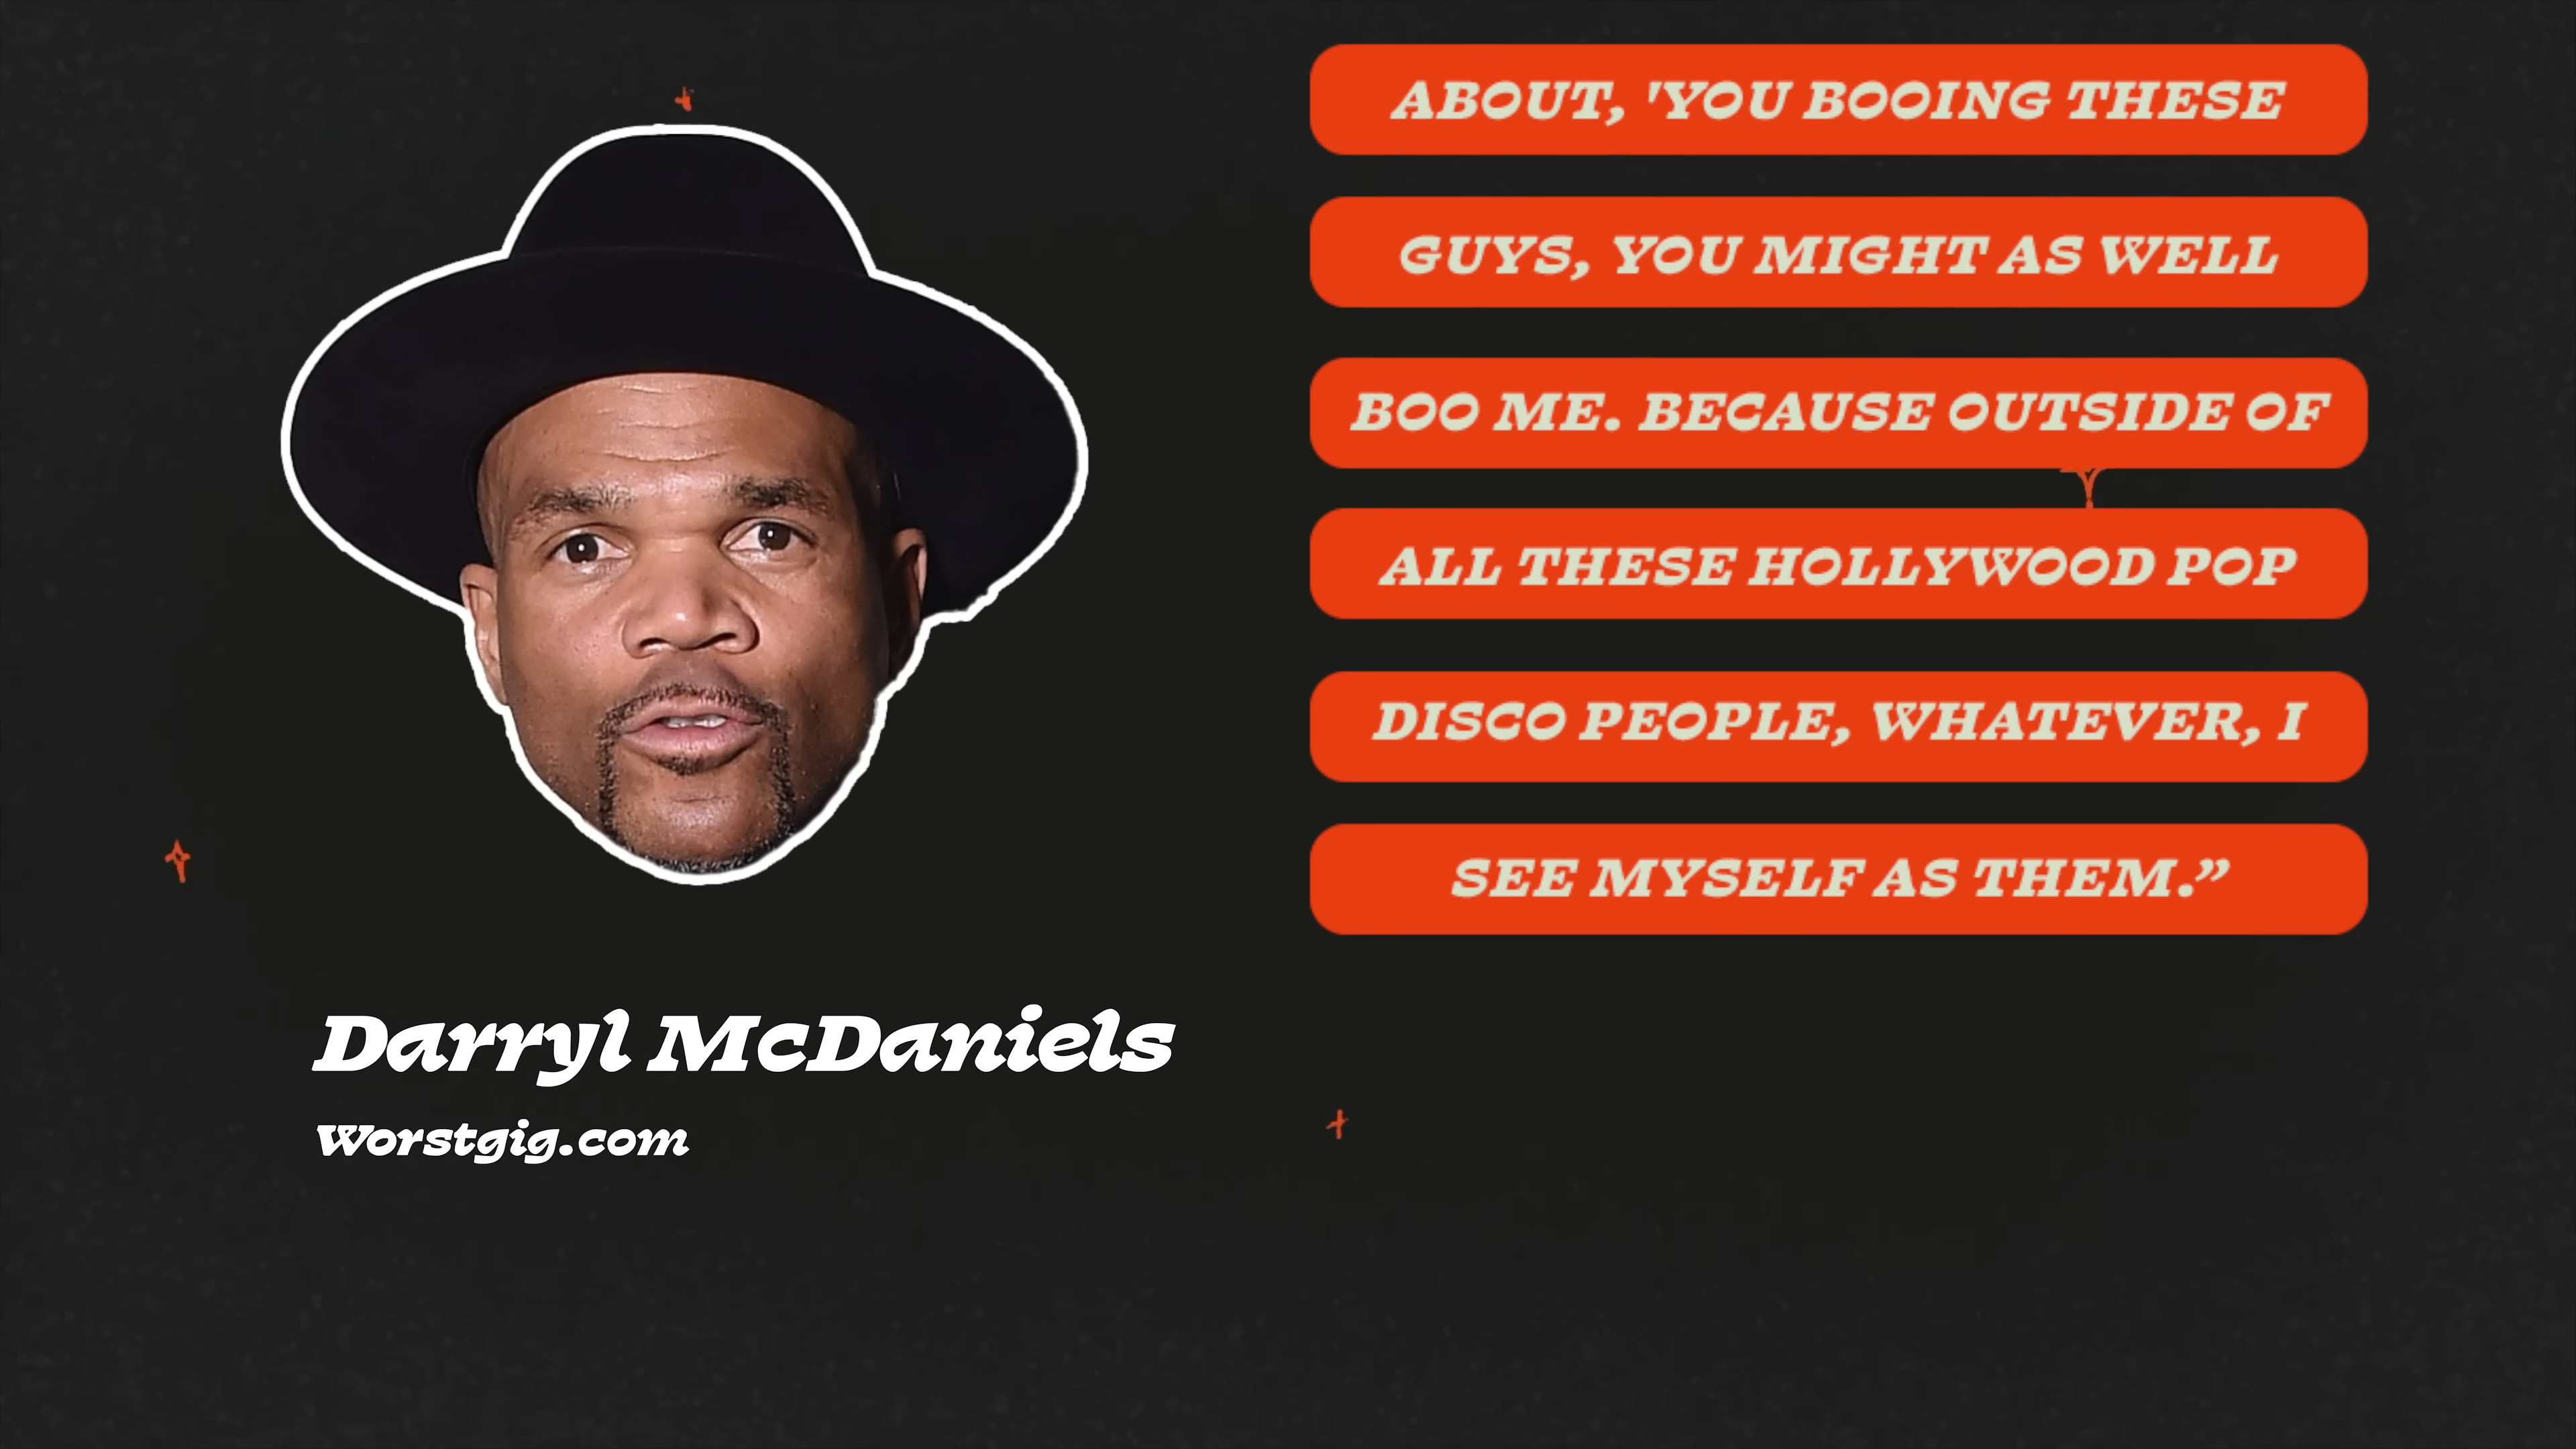 ABOUT, 'YOU BOOING THESE
GUYS, YOU MIGHT AS WELL
BOO ME. BECAUSE OUTSIDE OF
ALL THESE HOLLYWOOD POP
DISCO PEOPLE, WHATEVER, I
SEE MYSELF AS THEM.”
Darryl McDaniels
Worstgig.com